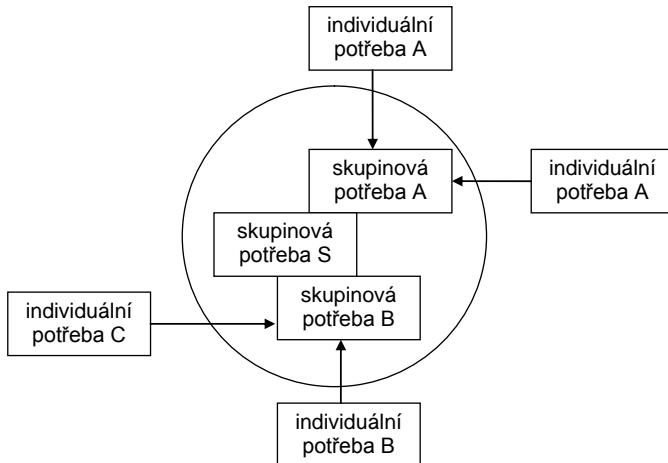 individuální
potřeba A
skupinová
potřeba A
individuální
potřeba A
skupinová
potřeba S
skupinová
potřeba B
individuální
potřeba C
individuální
potřeba B